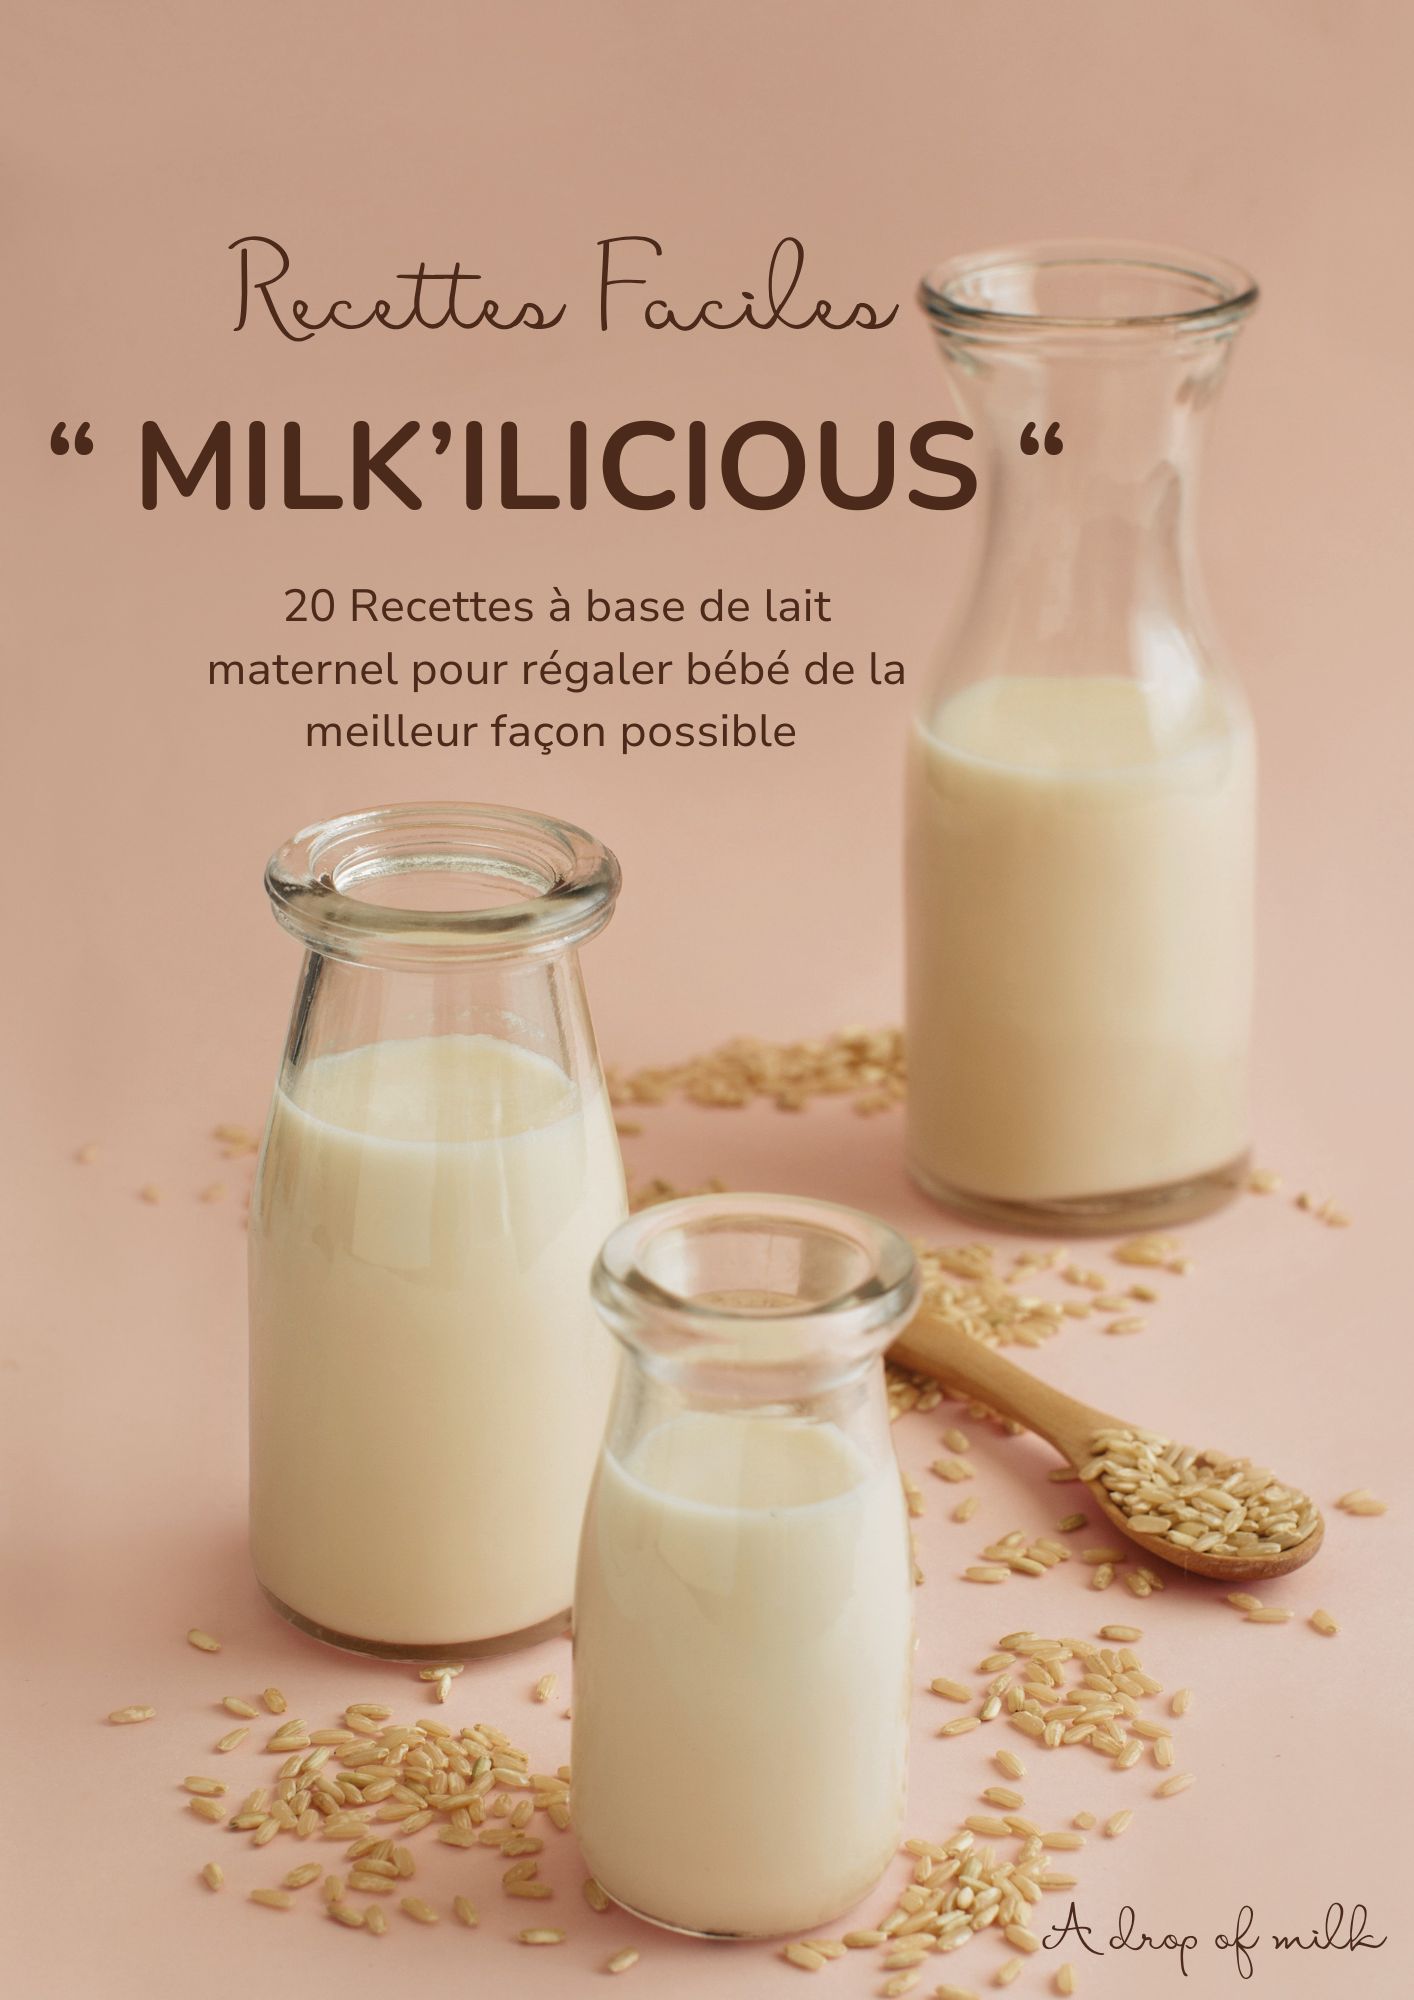 Recettes Faciles
“ MILK’ILICIOUS “
20 Recettes à base de lait
maternel pour régaler bébé de la
meilleur façon possible
A drop of milk